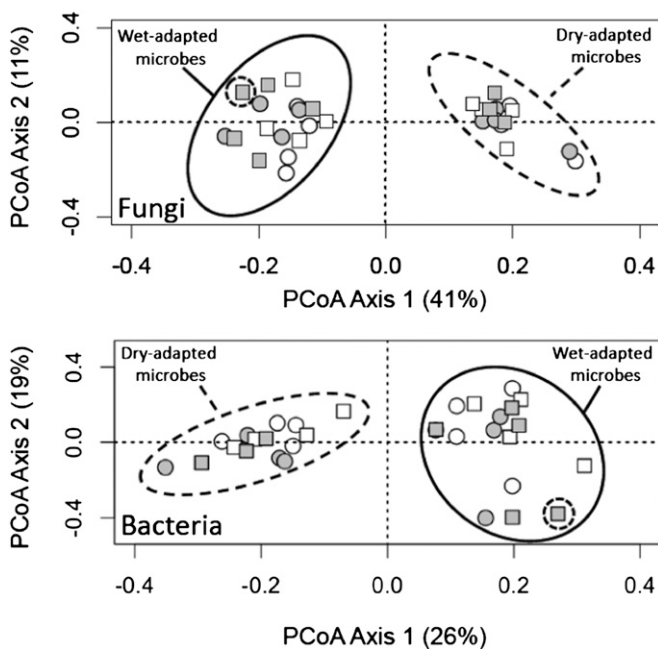 Wet-adapted
microbes
Dry-adapted
microbes
PCoA Axis 2 (11%)
0.4
0.0
-0.4
Fungi
-0.4
-0.2
0.0
0.2
0.4
PCoA Axis 1 (41%)
Dry-adapted
microbes
Wet-adapted
microbes
PCoA Axis 2 (19%)
0.4
0.0
-0.4
Bacteria
-0.4
-0.2
0.0
0.2
0.4
PCoA Axis 1 (26%)